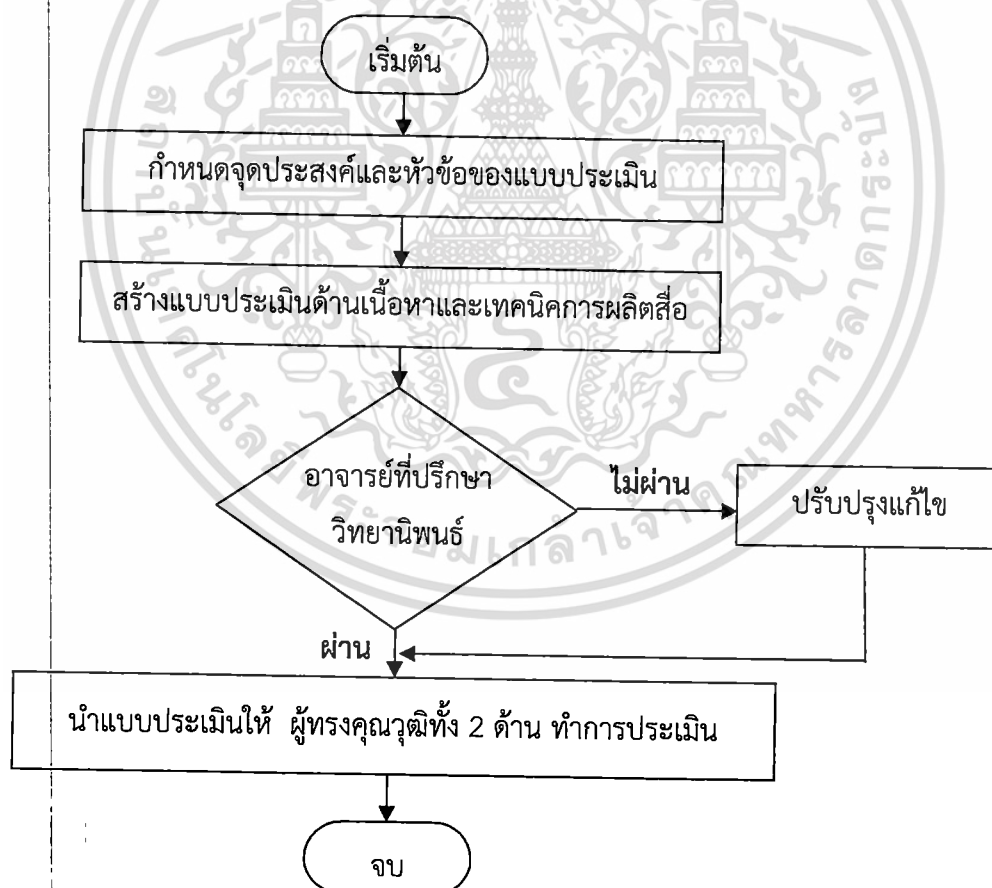 เริ่มต้น
กำหนดจุดประสงค์และหัวข้อของแบบประเมิน
สร้างแบบประเมินด้านเนื้อหาและเทคนิคการผลิตสื่อ
อาจารย์ที่ปรึกษา
วิทยานิพนธ์
ไม่ผ่าน
ปรับปรุงแก้ไข
ผ่าน
นำแบบประเมินให้ ผู้ทรงคุณวุฒิทั้ง 2 ด้าน ทำการประเมิน
จบ